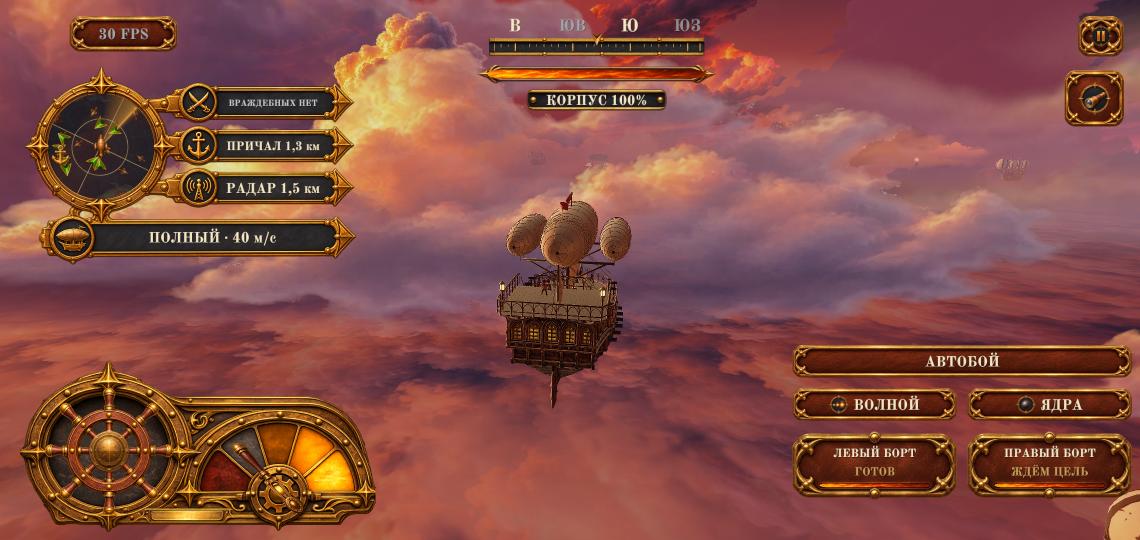 30 FPS
В ЮВ Ю ЮЗ
КОРПУС 100%
ВРАЖДЕБНЫХ НЕТ
ПРИЧАЛ 1,3 км
РАДАР 1,5 км
ПОЛНЫЙ · 40 м/с
АВТОБОЙ
ВОЛНОЙ
ЯДРА
ЛЕВЫЙ БОРТ
ГОТОВ
ПРАВЫЙ БОРТ
ЖДЁМ ЦЕЛЬ